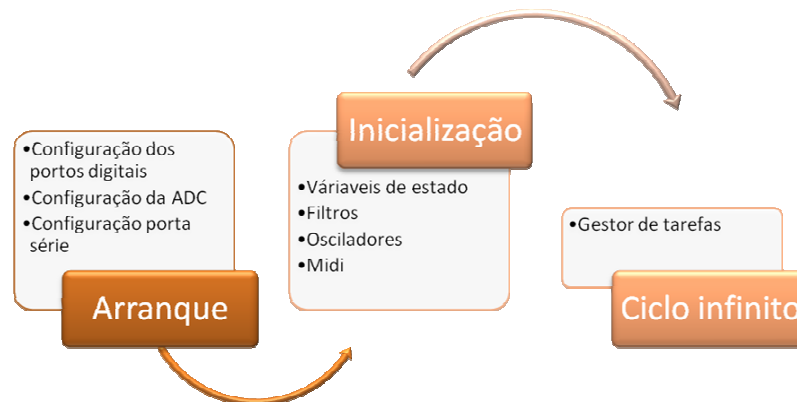 •Configuração dos
portos digitais
•Configuração da ADC
•Configuração porta
série
Arranque
Inicialização
•Váriaveis de estado
•Filtros
•Osciladores
•Midi
•Gestor de tarefas
Ciclo infinito